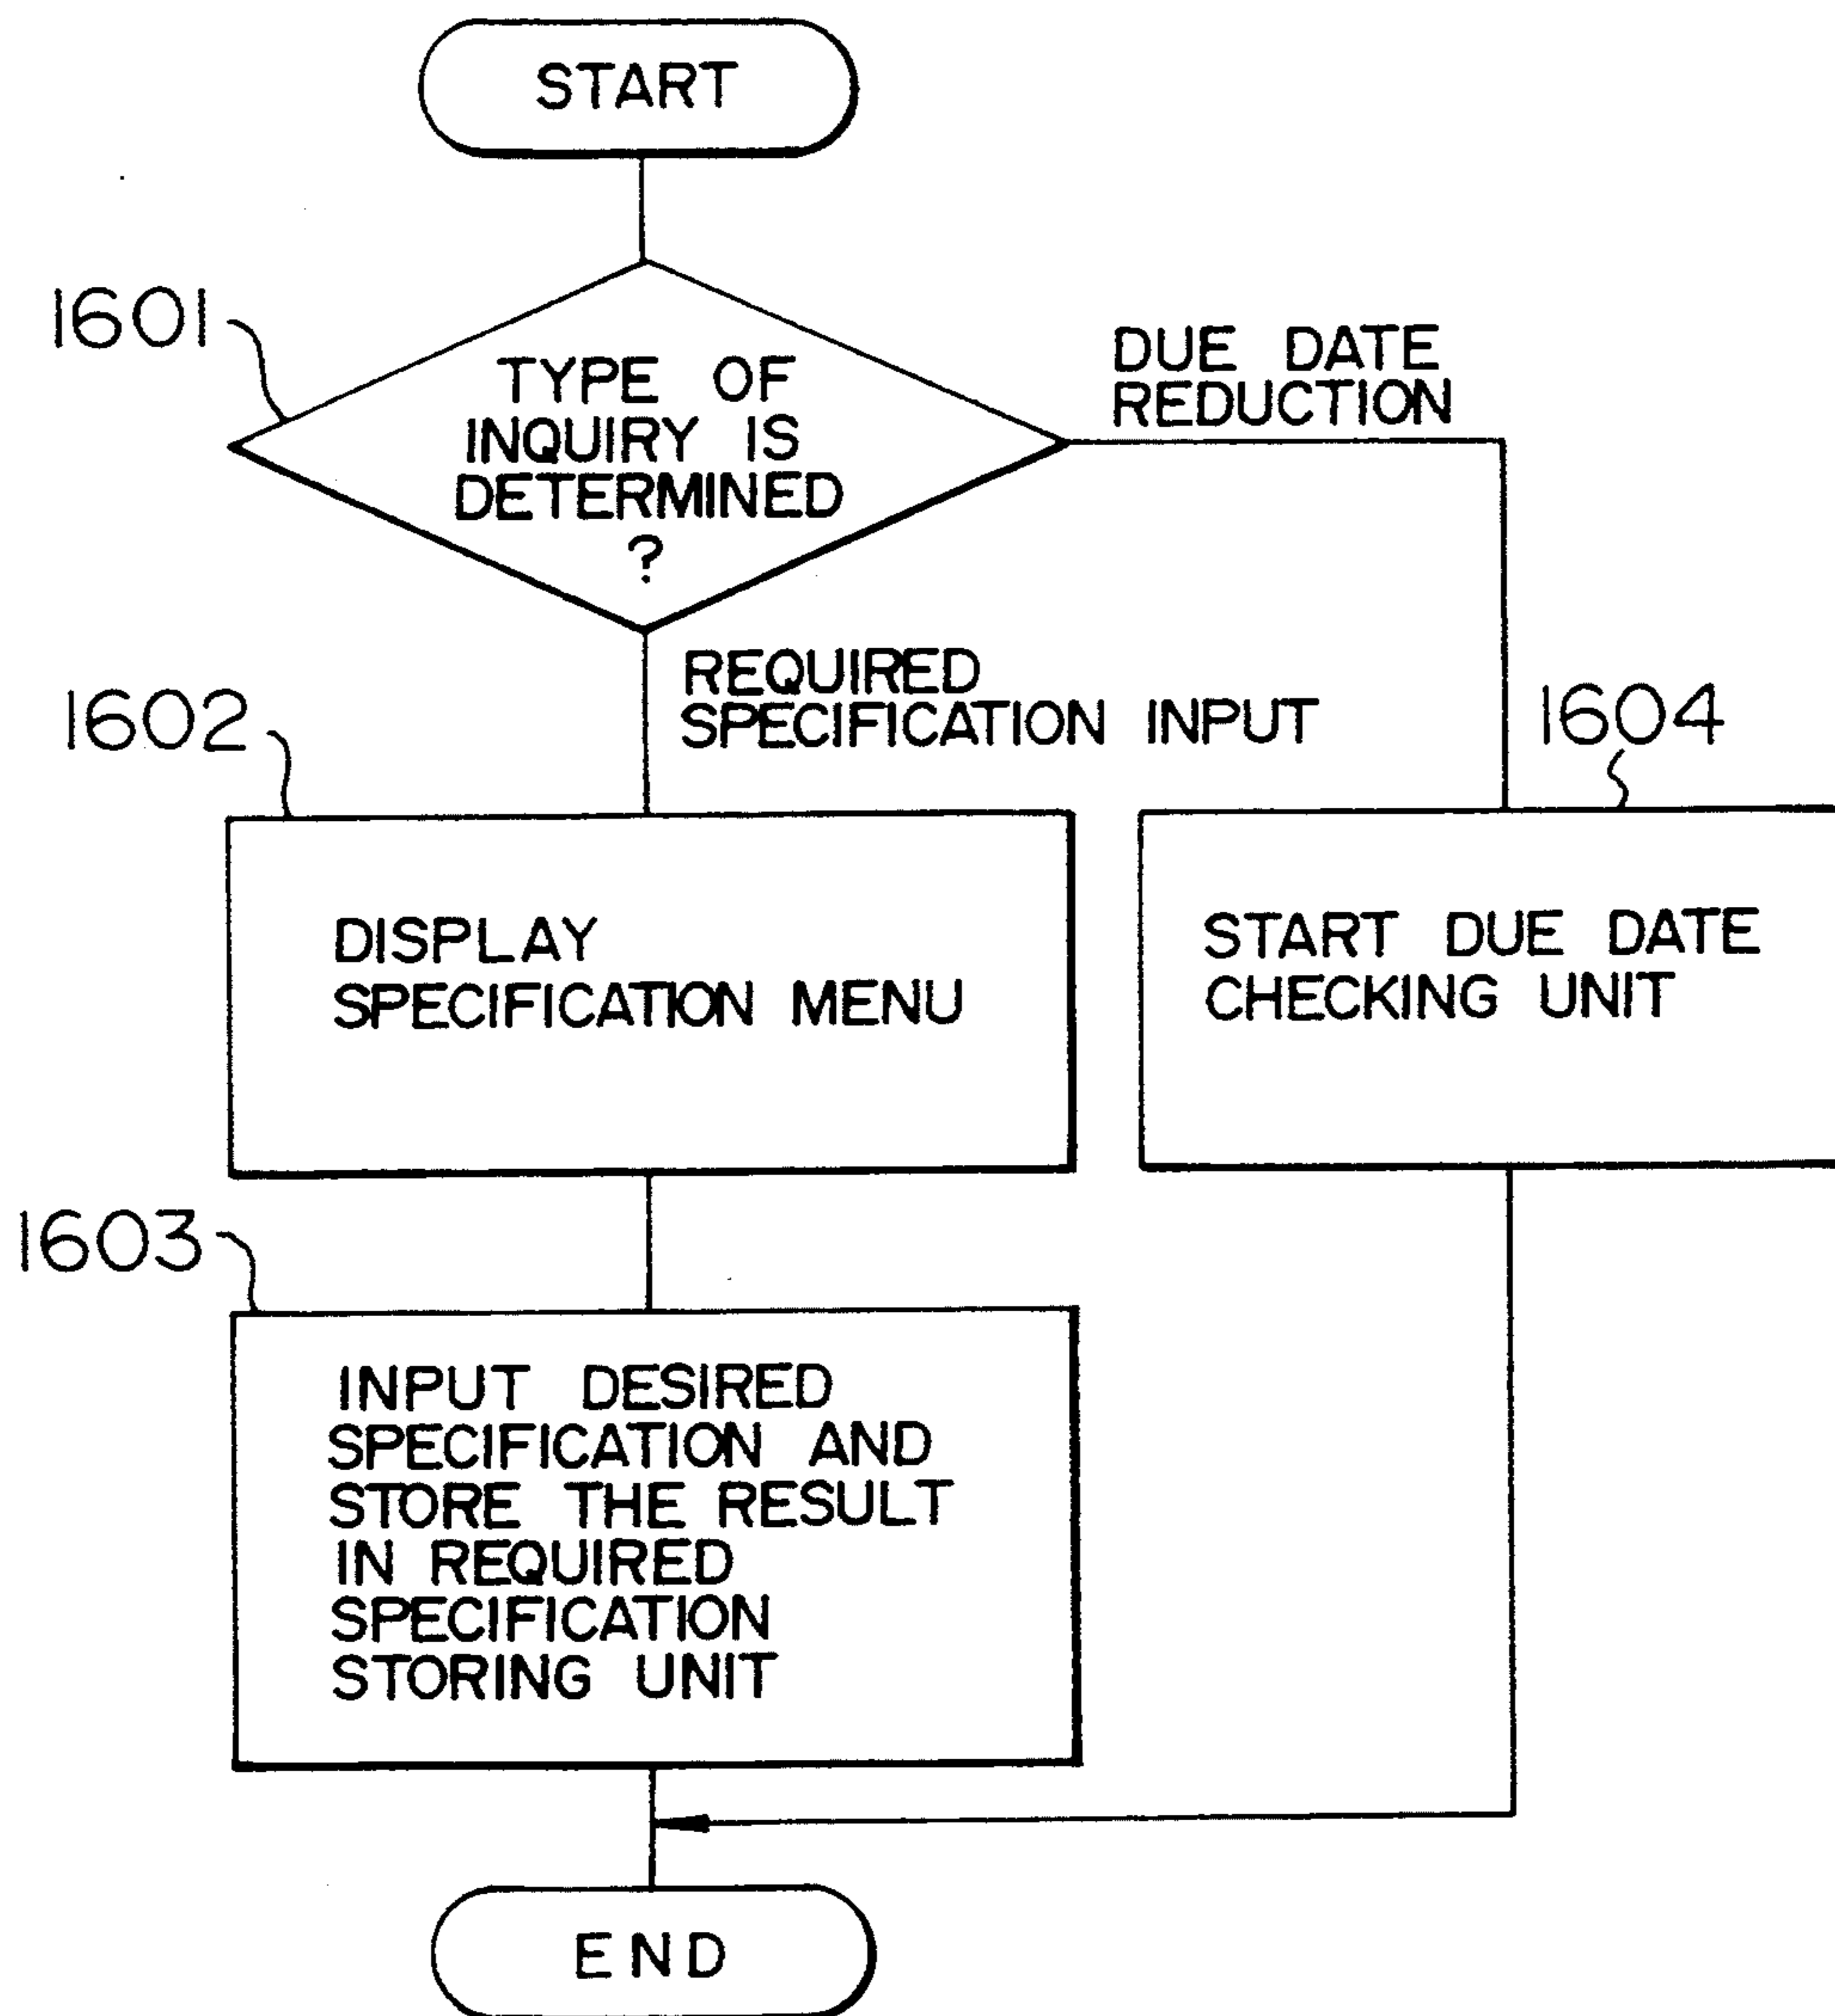 START
1601
TYPE OF
INQUIRY IS
DETERMINED
?
DUE DATE
REDUCTION
REQUIRED
SPECIFICATION INPUT
1602
DISPLAY
SPECIFICATION MENU
1604
START DUE DATE
CHECKING UNIT
1603
INPUT DESIRED
SPECIFICATION AND
STORE THE RESULT
IN REQUIRED
SPECIFICATION
STORING UNIT
END